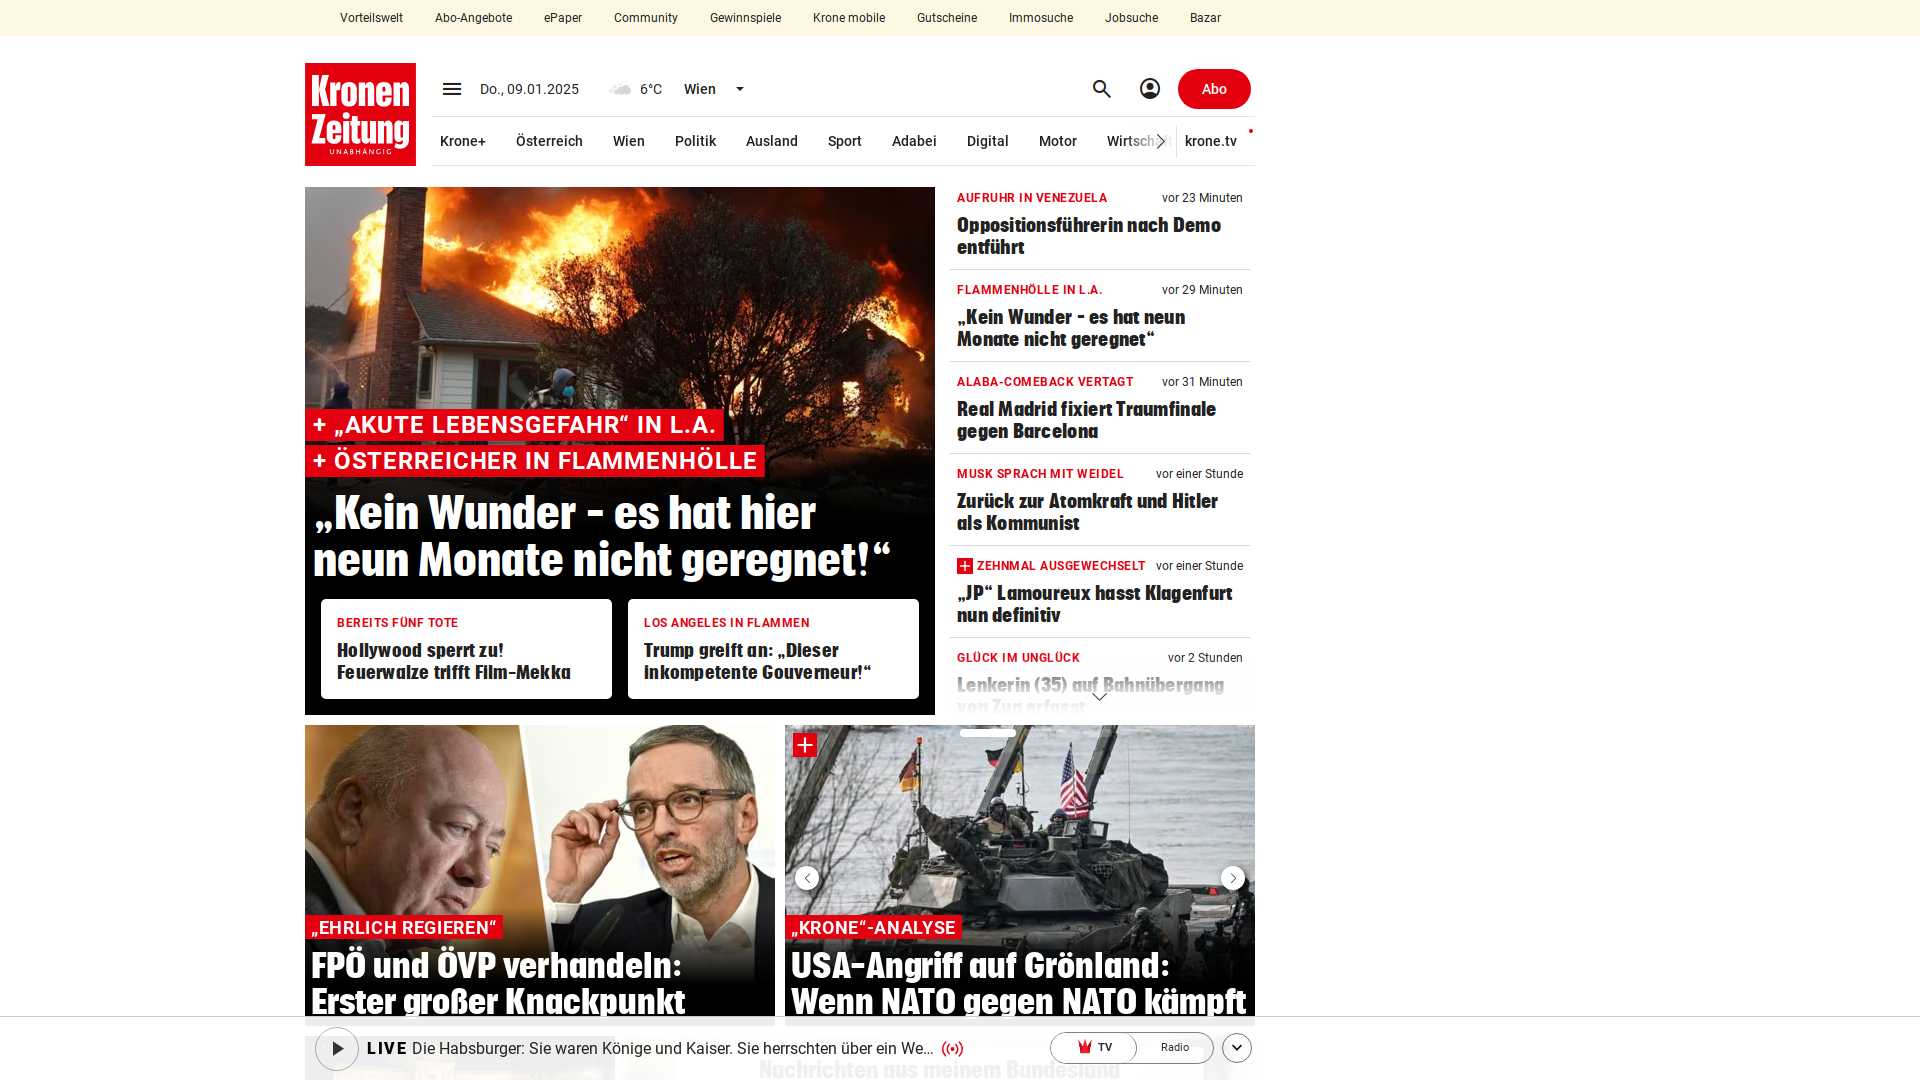 Vorteilswelt Abo-Angebote ePaper Community Gewinnspiele Krone mobile Gutscheine Immosuche Jobsuche Bazar
Kronen
Zeitung
UNABHÄNGIG
Do., 09.01.2025 6°C Wien
Abo
Krone+ Österreich Wien Politik Ausland Sport Adabei Digital Motor Wirtschaft krone.tv
+ „AKUTE LEBENSGEFAHR“ IN L.A.
+ ÖSTERREICHER IN FLAMMENHÖLLE
„Kein Wunder - es hat hier
neun Monate nicht geregnet!“
BEREITS FÜNF TOTE
Hollywood sperrt zu!
Feuerwalze trifft Film-Mekka
LOS ANGELES IN FLAMMEN
Trump greift an: „Dieser
inkompetente Gouverneur!“
AUFRUHR IN VENEZUELA vor 23 Minuten
Oppositionsführerin nach Demo
entführt
FLAMMENHÖLLE IN L.A. vor 29 Minuten
„Kein Wunder - es hat neun
Monate nicht geregnet“
ALABA-COMEBACK VERTAGT vor 31 Minuten
Real Madrid fixiert Traumfinale
gegen Barcelona
MUSK SPRACH MIT WEIDEL vor einer Stunde
Zurück zur Atomkraft und Hitler
als Kommunist
ZEHNMAL AUSGEWECHSELT vor einer Stunde
„JP“ Lamoureux hasst Klagenfurt
nun definitiv
GLÜCK IM UNGLÜCK vor 2 Stunden
Lenkerin (35) auf Bahnübergang
von Zug erfasst
„EHRLICH REGIEREN“
FPÖ und ÖVP verhandeln:
Erster großer Knackpunkt
„KRONE“-ANALYSE
USA-Angriff auf Grönland:
Wenn NATO gegen NATO kämpft
LIVE Die Habsburger: Sie waren Könige und Kaiser. Sie herrschten über ein We...
TV Radio
Nachrichten aus meinem Bundesland